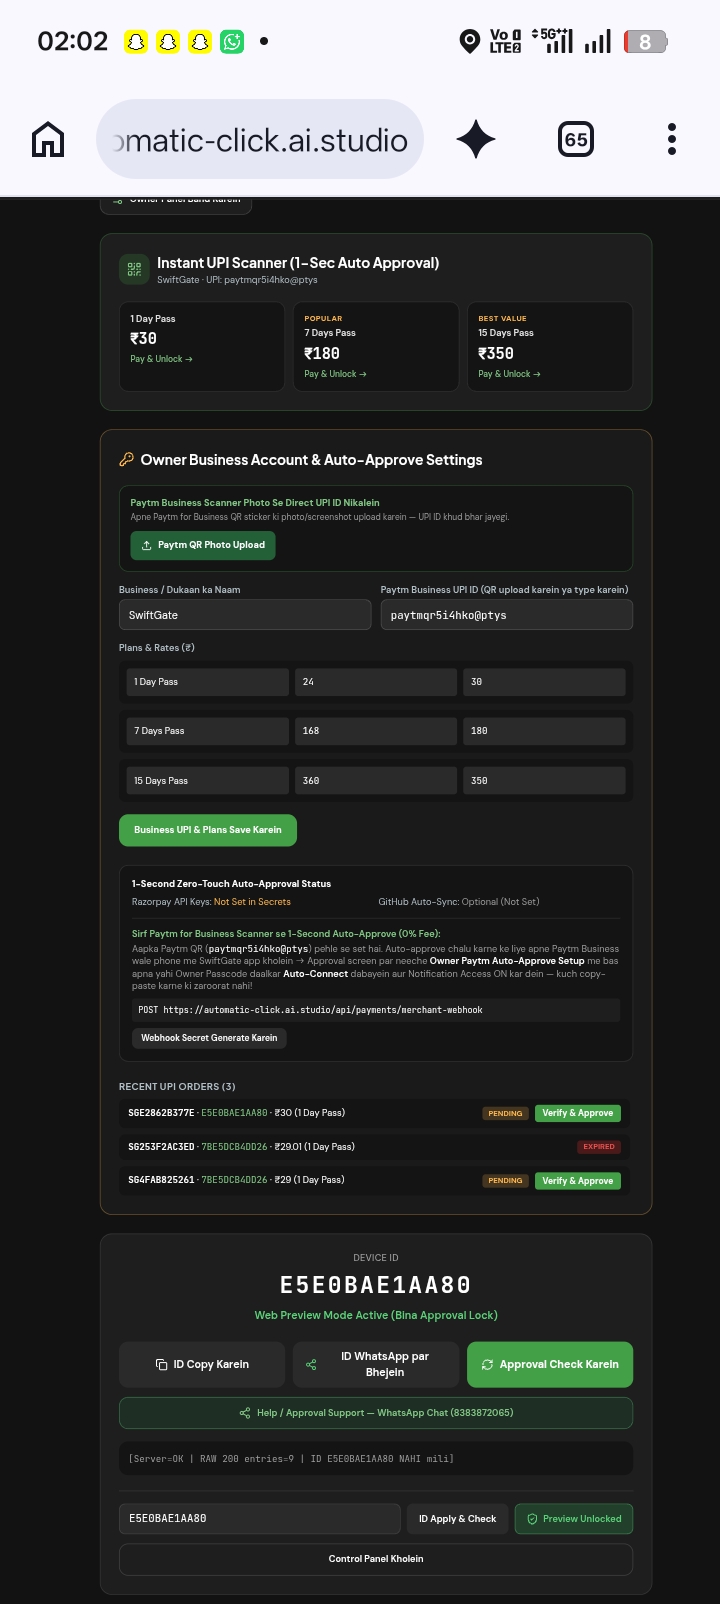 02:02
Vo LTE2
5G++
8
omatic-click.ai.studio
65
Owner Panel Band Karein
Instant UPI Scanner (1-Sec Auto Approval)
SwiftGate · UPI: paytmqr5i4hko@ptys
1 Day Pass
₹30
Pay & Unlock →
POPULAR
7 Days Pass
₹180
Pay & Unlock →
BEST VALUE
15 Days Pass
₹350
Pay & Unlock →
Owner Business Account & Auto-Approve Settings
Paytm Business Scanner Photo Se Direct UPI ID Nikalein
Apne Paytm for Business QR sticker ki photo/screenshot upload karein — UPI ID khud bhar jayegi.
Paytm QR Photo Upload
Business / Dukaan ka Naam
Paytm Business UPI ID (QR upload karein ya type karein)
SwiftGate
paytmqr5i4hko@ptys
Plans & Rates (₹)
1 Day Pass 24 30
7 Days Pass 168 180
15 Days Pass 360 350
Business UPI & Plans Save Karein
1-Second Zero-Touch Auto-Approval Status
Razorpay API Keys: Not Set in Secrets
GitHub Auto-Sync: Optional (Not Set)
Sirf Paytm for Business Scanner se 1-Second Auto-Approve (0% Fee):
Aapka Paytm QR (paytmqr5i4hko@ptys) pehle se set hai. Auto-approve chalu karne ke liye apne Paytm Business
wale phone me SwiftGate app kholein → Approval screen par neeche Owner Paytm Auto-Approve Setup me bas
apna yahi Owner Passcode daalkar Auto-Connect dabayein aur Notification Access ON kar dein — kuch copy-
paste karne ki zaroorat nahi!
POST https://automatic-click.ai.studio/api/payments/merchant-webhook
Webhook Secret Generate Karein
RECENT UPI ORDERS (3)
SGE2862B377E · E5E0BAE1AA80 · ₹30 (1 Day Pass) PENDING Verify & Approve
SG253F2AC3ED · 7BE5DCB4DD26 · ₹29.01 (1 Day Pass) EXPIRED
SG4FAB825261 · 7BE5DCB4DD26 · ₹29 (1 Day Pass) PENDING Verify & Approve
DEVICE ID
E5E0BAE1AA80
Web Preview Mode Active (Bina Approval Lock)
ID Copy Karein
ID WhatsApp par
Bhejein
Approval Check Karein
Help / Approval Support — WhatsApp Chat (8383872065)
[Server=OK | RAW 200 entries=9 | ID E5E0BAE1AA80 NAHI mili]
E5E0BAE1AA80
ID Apply & Check
Preview Unlocked
Control Panel Kholein